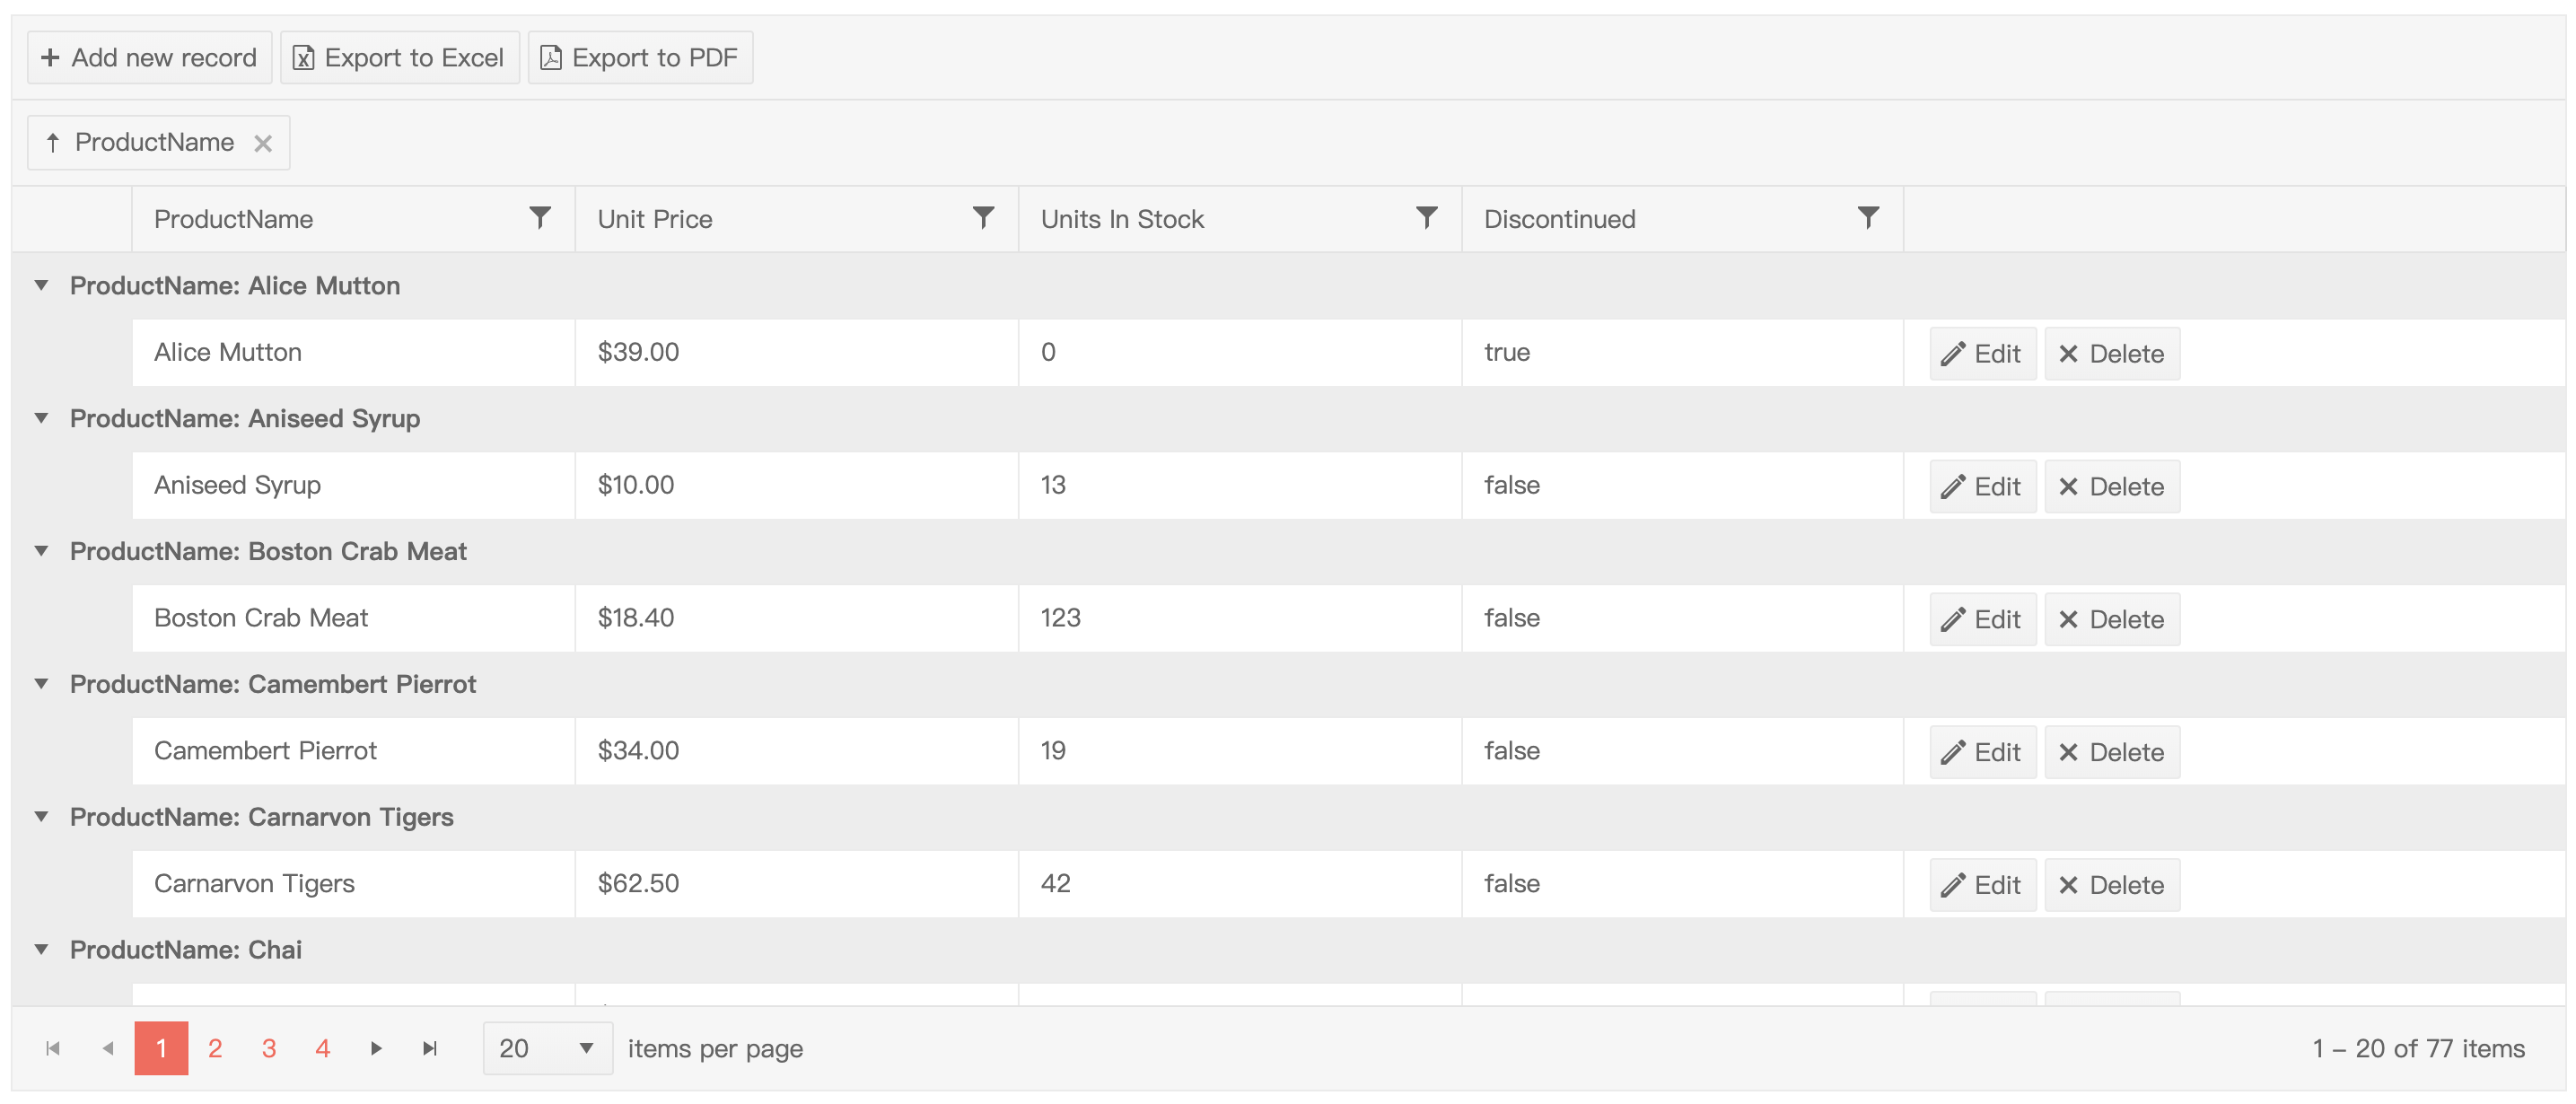 Add new record Export to Excel Export to PDF
ProductName
ProductName Unit Price Units In Stock Discontinued
ProductName: Alice Mutton
Alice Mutton $39.00 0 true Edit Delete
ProductName: Aniseed Syrup
Aniseed Syrup $10.00 13 false Edit Delete
ProductName: Boston Crab Meat
Boston Crab Meat $18.40 123 false Edit Delete
ProductName: Camembert Pierrot
Camembert Pierrot $34.00 19 false Edit Delete
ProductName: Carnarvon Tigers
Carnarvon Tigers $62.50 42 false Edit Delete
ProductName: Chai
1 2 3 4 20 items per page 1 – 20 of 77 items